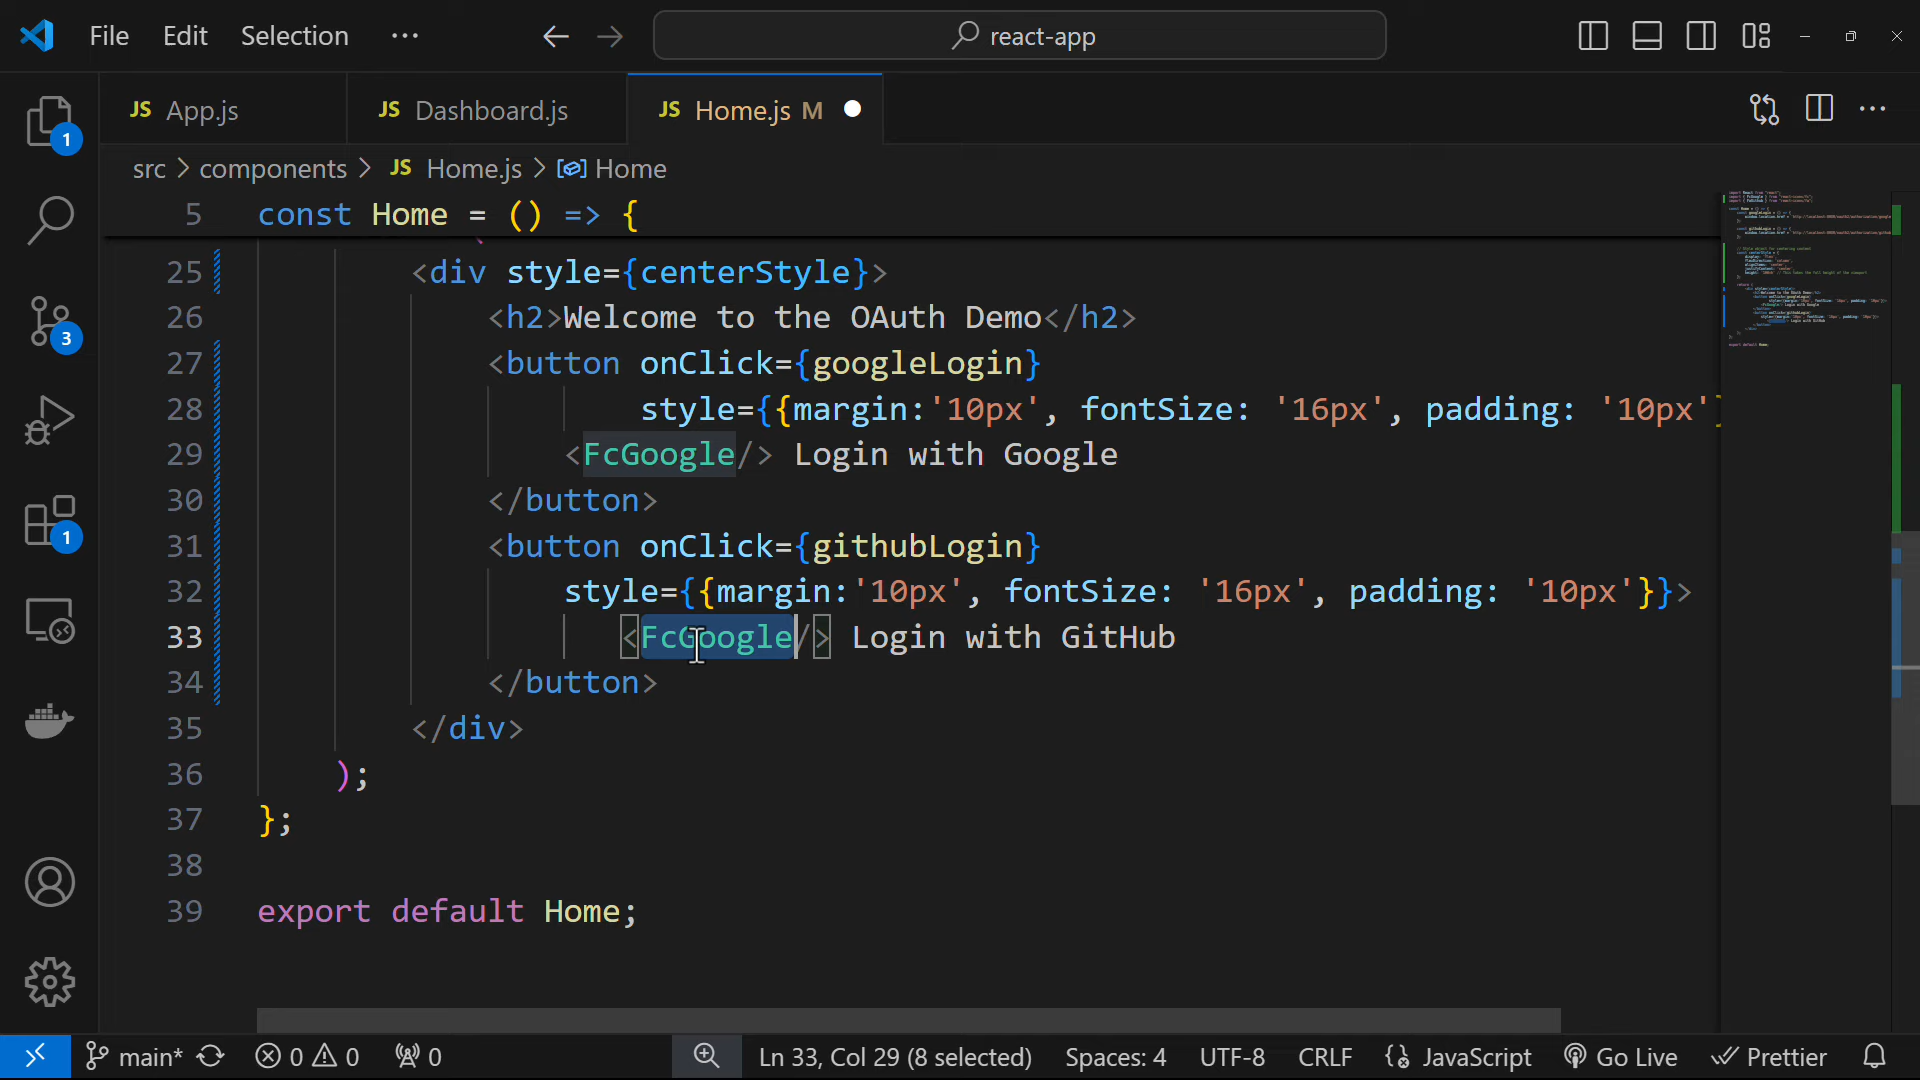 File Edit Selection ··· react-app
JS App.js JS Dashboard.js JS Home.js M
src > components > JS Home.js > Home
5 const Home = () => {
25 <div style={centerStyle}>
26 <h2>Welcome to the OAuth Demo</h2>
27 <button onClick={googleLogin}
28 style={{margin:'10px', fontSize: '16px', padding: '10px'}
29 <FcGoogle/> Login with Google
30 </button>
31 <button onClick={githubLogin}
32 style={{margin:'10px', fontSize: '16px', padding: '10px'}}>
33 <FcGoogle/> Login with GitHub
34 </button>
35 </div>
36 );
37 };
38
39 export default Home;
1
3
1
main* 0 0 0 Ln 33, Col 29 (8 selected) Spaces: 4 UTF-8 CRLF JavaScript Go Live Prettier